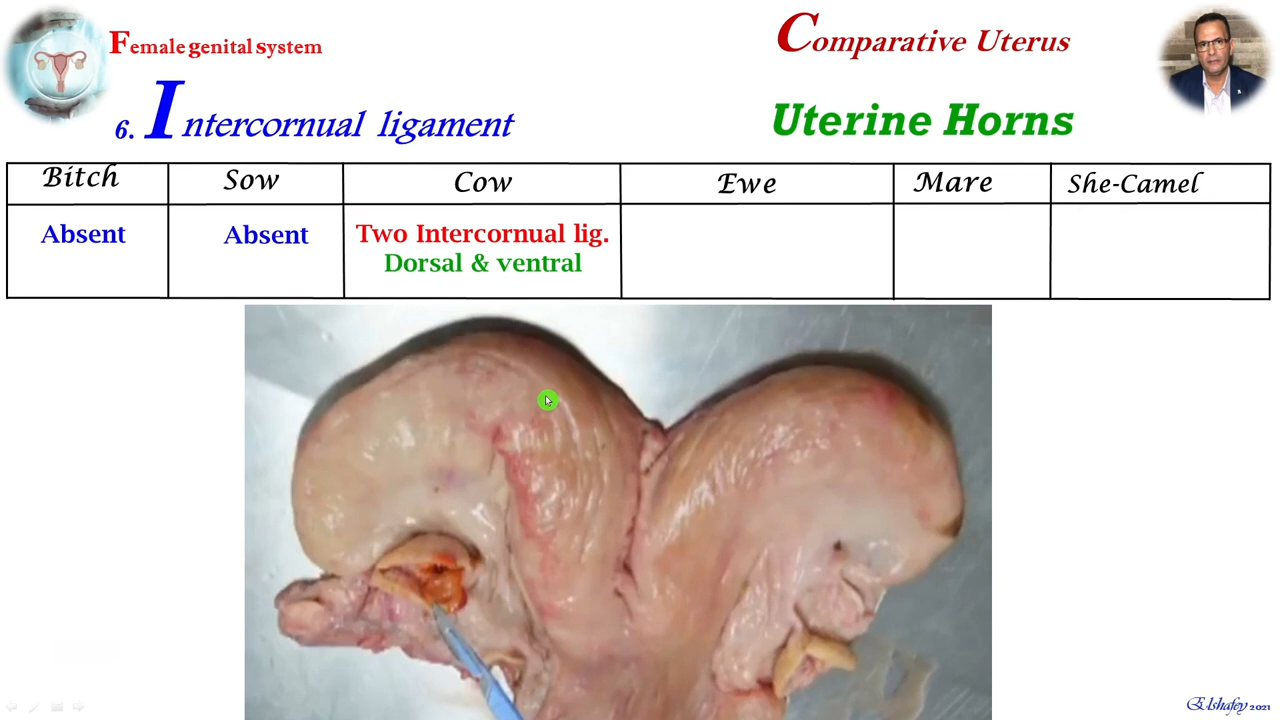 Female genital system
Comparative Uterus
6. Intercornual ligament
Uterine Horns
Bitch Sow Cow Ewe Mare She-Camel
Absent Absent Two Intercornual lig.
Dorsal & ventral
Elshafey 2021